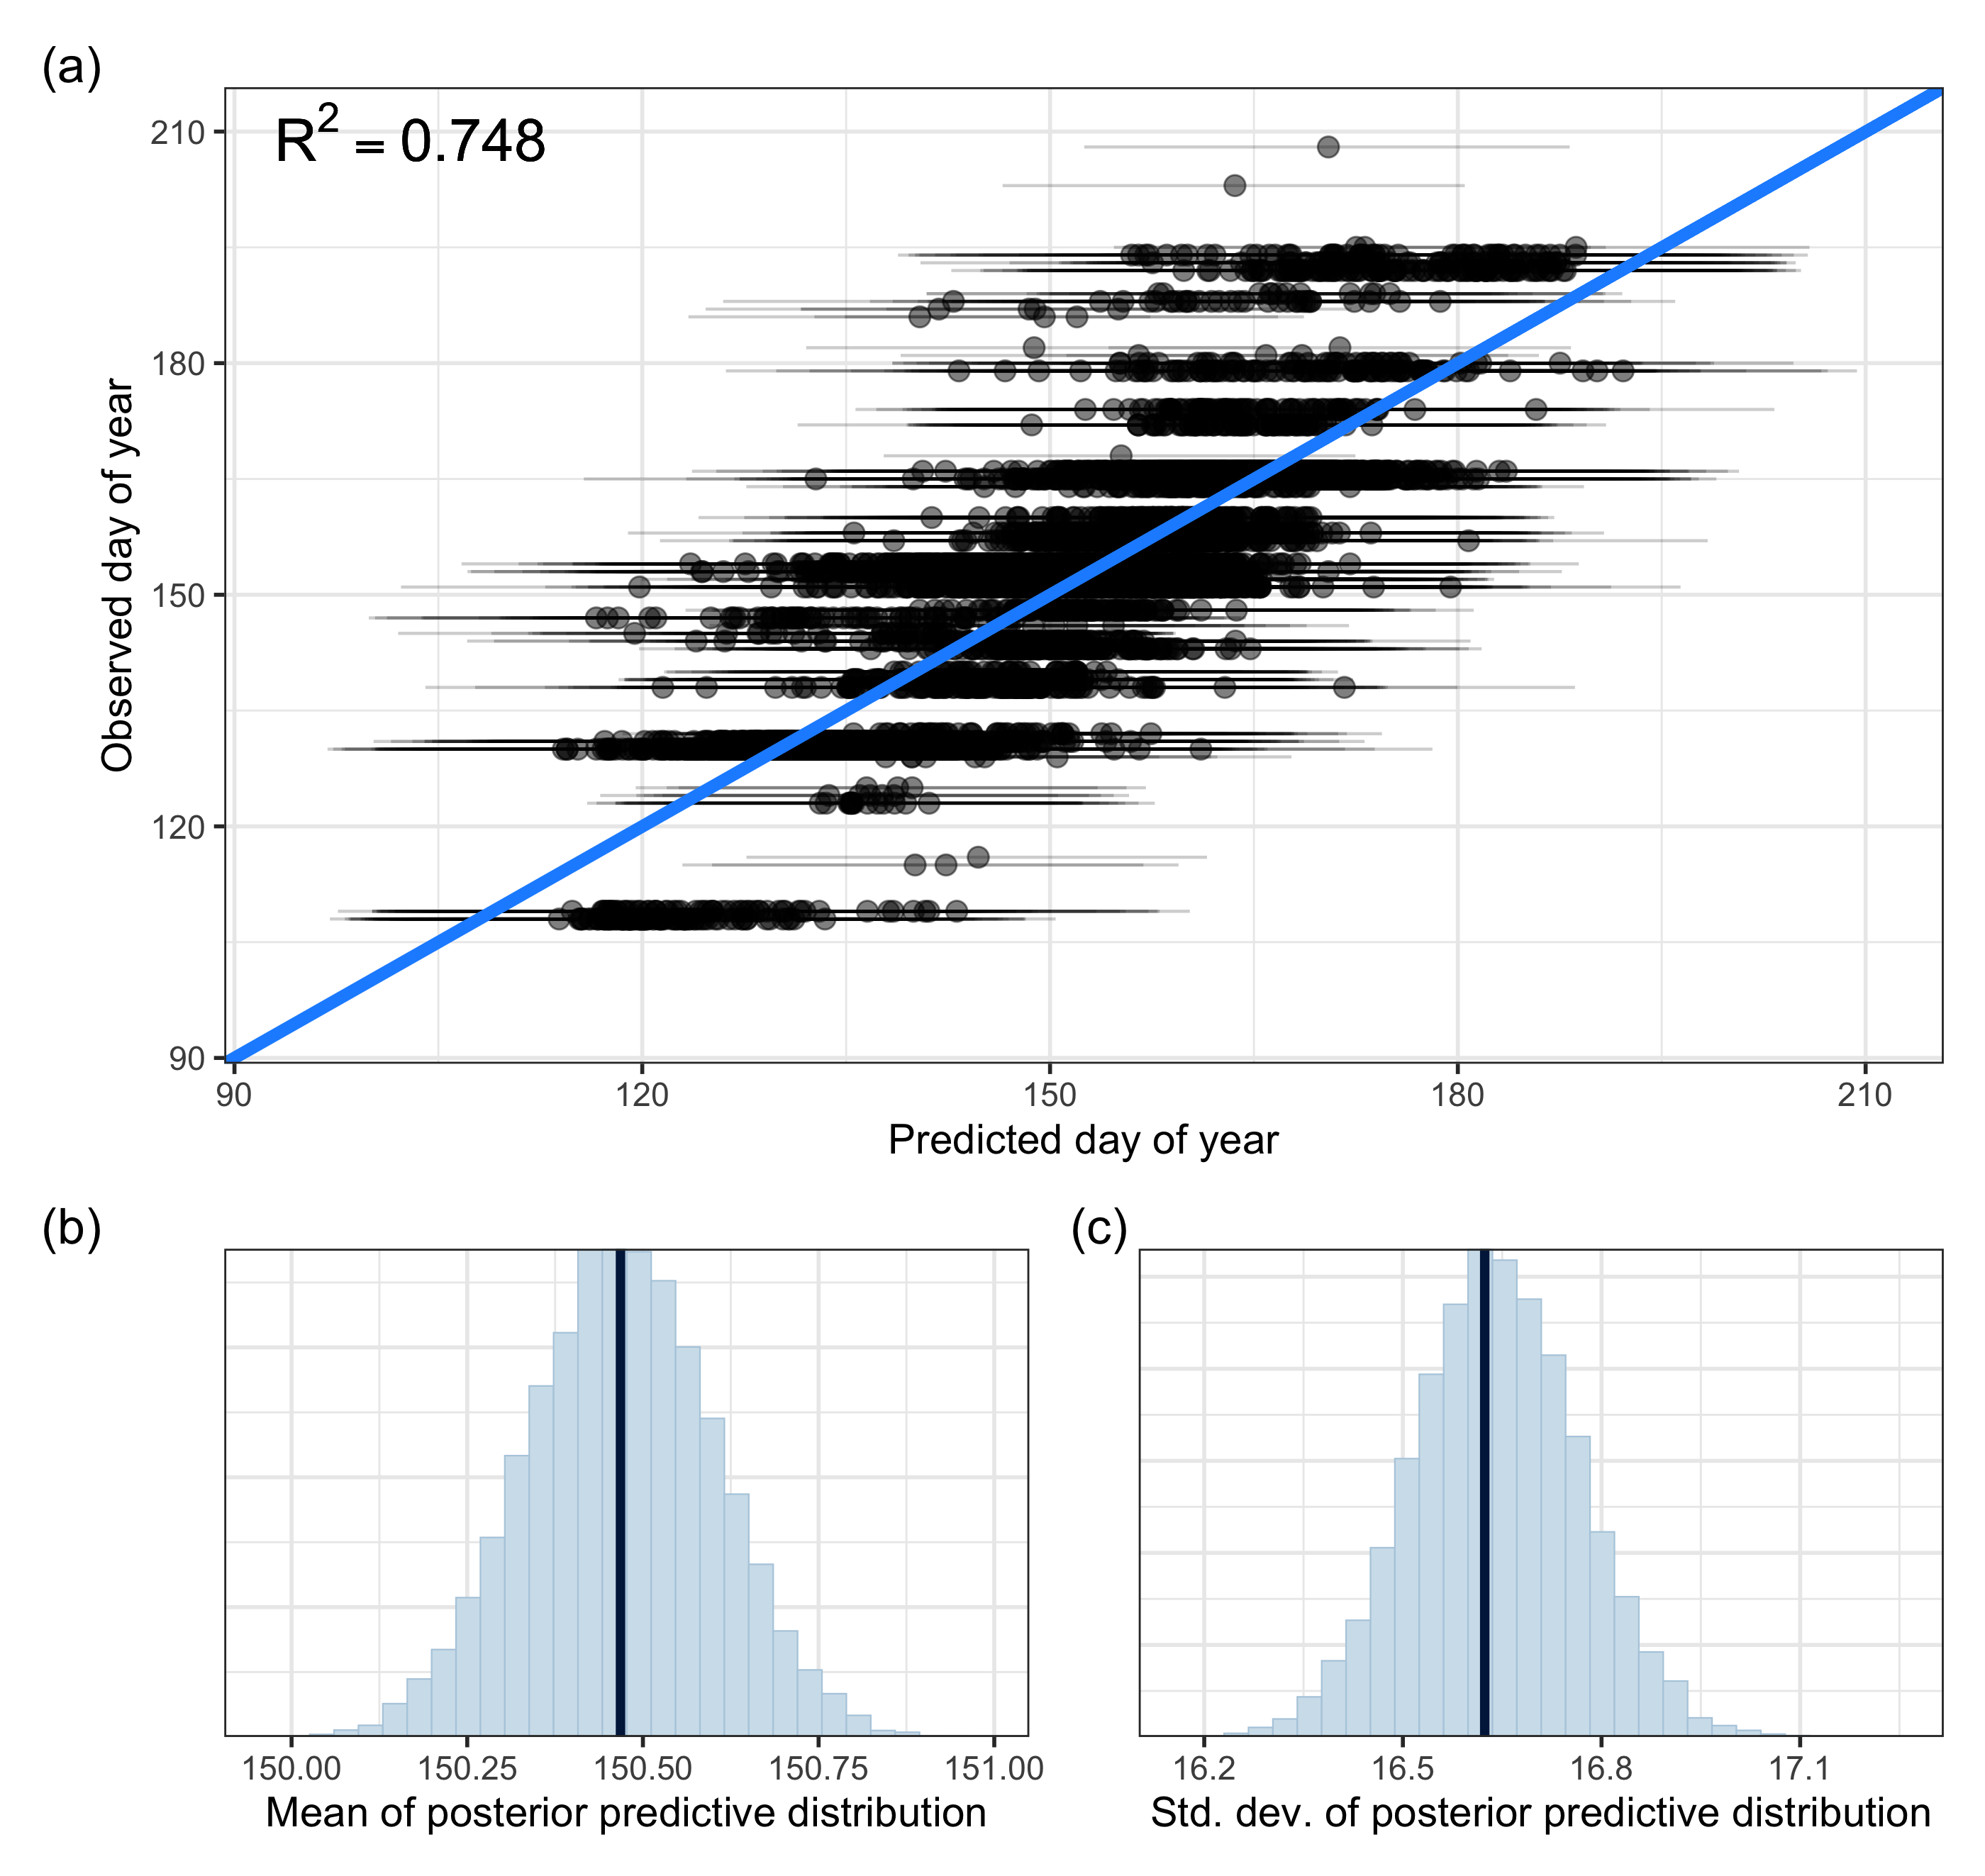 (a)
R² = 0.748
210
180
150
120
90
Observed day of year
90 120 150 180 210
Predicted day of year
(b) (c)
150.00 150.25 150.50 150.75 151.00
Mean of posterior predictive distribution
16.2 16.5 16.8 17.1
Std. dev. of posterior predictive distribution